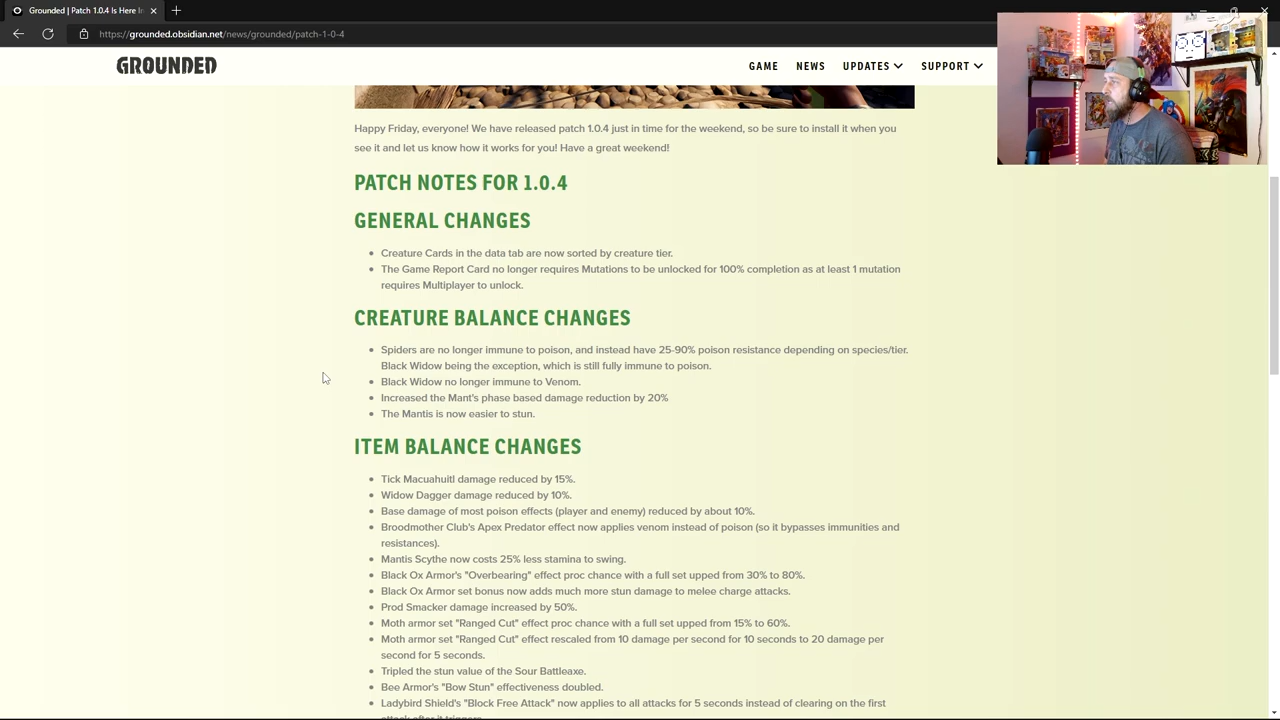 Grounded | Patch 1.0.4 Is Here In
https://grounded.obsidian.net/news/grounded/patch-1-0-4
GROUNDED
GAME NEWS UPDATES SUPPORT
Happy Friday, everyone! We have released patch 1.0.4 just in time for the weekend, so be sure to install it when you
see it and let us know how it works for you! Have a great weekend!
PATCH NOTES FOR 1.0.4
GENERAL CHANGES
Creature Cards in the data tab are now sorted by creature tier.
The Game Report Card no longer requires Mutations to be unlocked for 100% completion as at least 1 mutation
requires Multiplayer to unlock.
CREATURE BALANCE CHANGES
Spiders are no longer immune to poison, and instead have 25-90% poison resistance depending on species/tier.
Black Widow being the exception, which is still fully immune to poison.
Black Widow no longer immune to Venom.
Increased the Mant's phase based damage reduction by 20%
The Mantis is now easier to stun.
ITEM BALANCE CHANGES
Tick Macuahuitl damage reduced by 15%.
Widow Dagger damage reduced by 10%.
Base damage of most poison effects (player and enemy) reduced by about 10%.
Broodmother Club's Apex Predator effect now applies venom instead of poison (so it bypasses immunities and
resistances).
Mantis Scythe now costs 25% less stamina to swing.
Black Ox Armor's "Overbearing" effect proc chance with a full set upped from 30% to 80%.
Black Ox Armor set bonus now adds much more stun damage to melee charge attacks.
Prod Smacker damage increased by 50%.
Moth armor set "Ranged Cut" effect proc chance with a full set upped from 15% to 60%.
Moth armor set "Ranged Cut" effect rescaled from 10 damage per second for 10 seconds to 20 damage per
second for 5 seconds.
Tripled the stun value of the Sour Battleaxe.
Bee Armor's "Bow Stun" effectiveness doubled.
Ladybird Shield's "Block Free Attack" now applies to all attacks for 5 seconds instead of clearing on the first